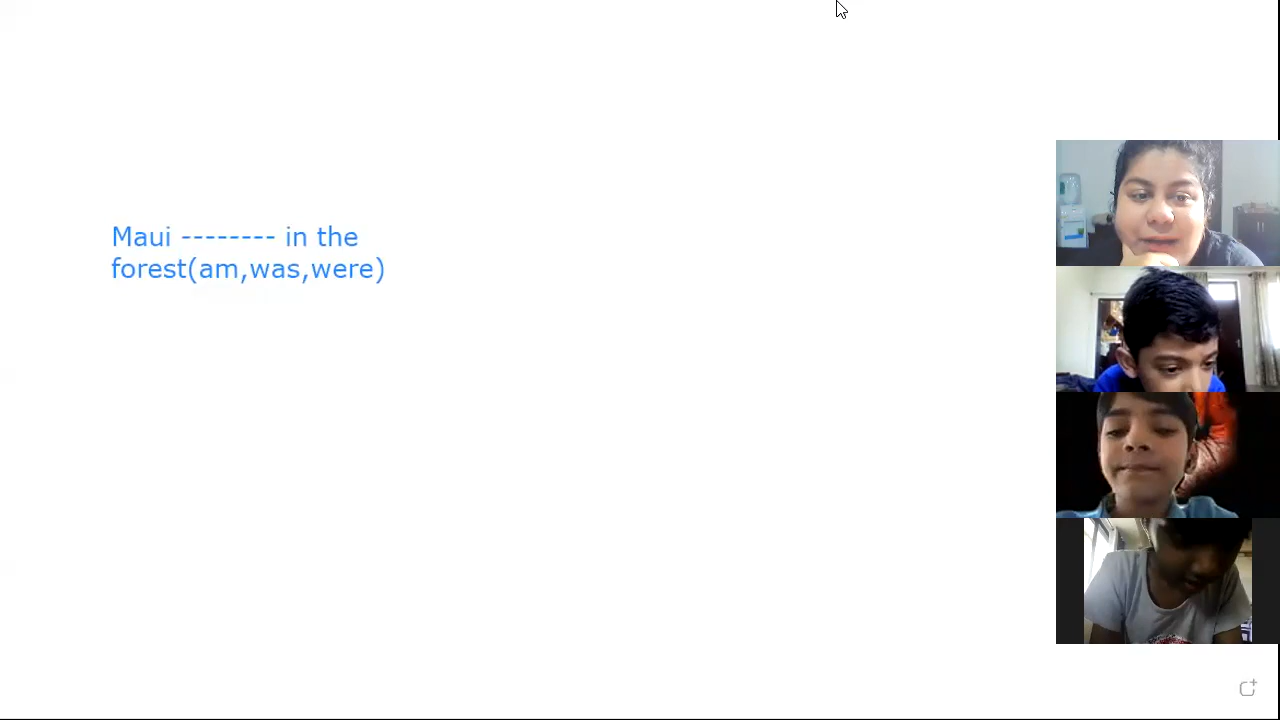 Maui -------- in the
forest(am,was,were)